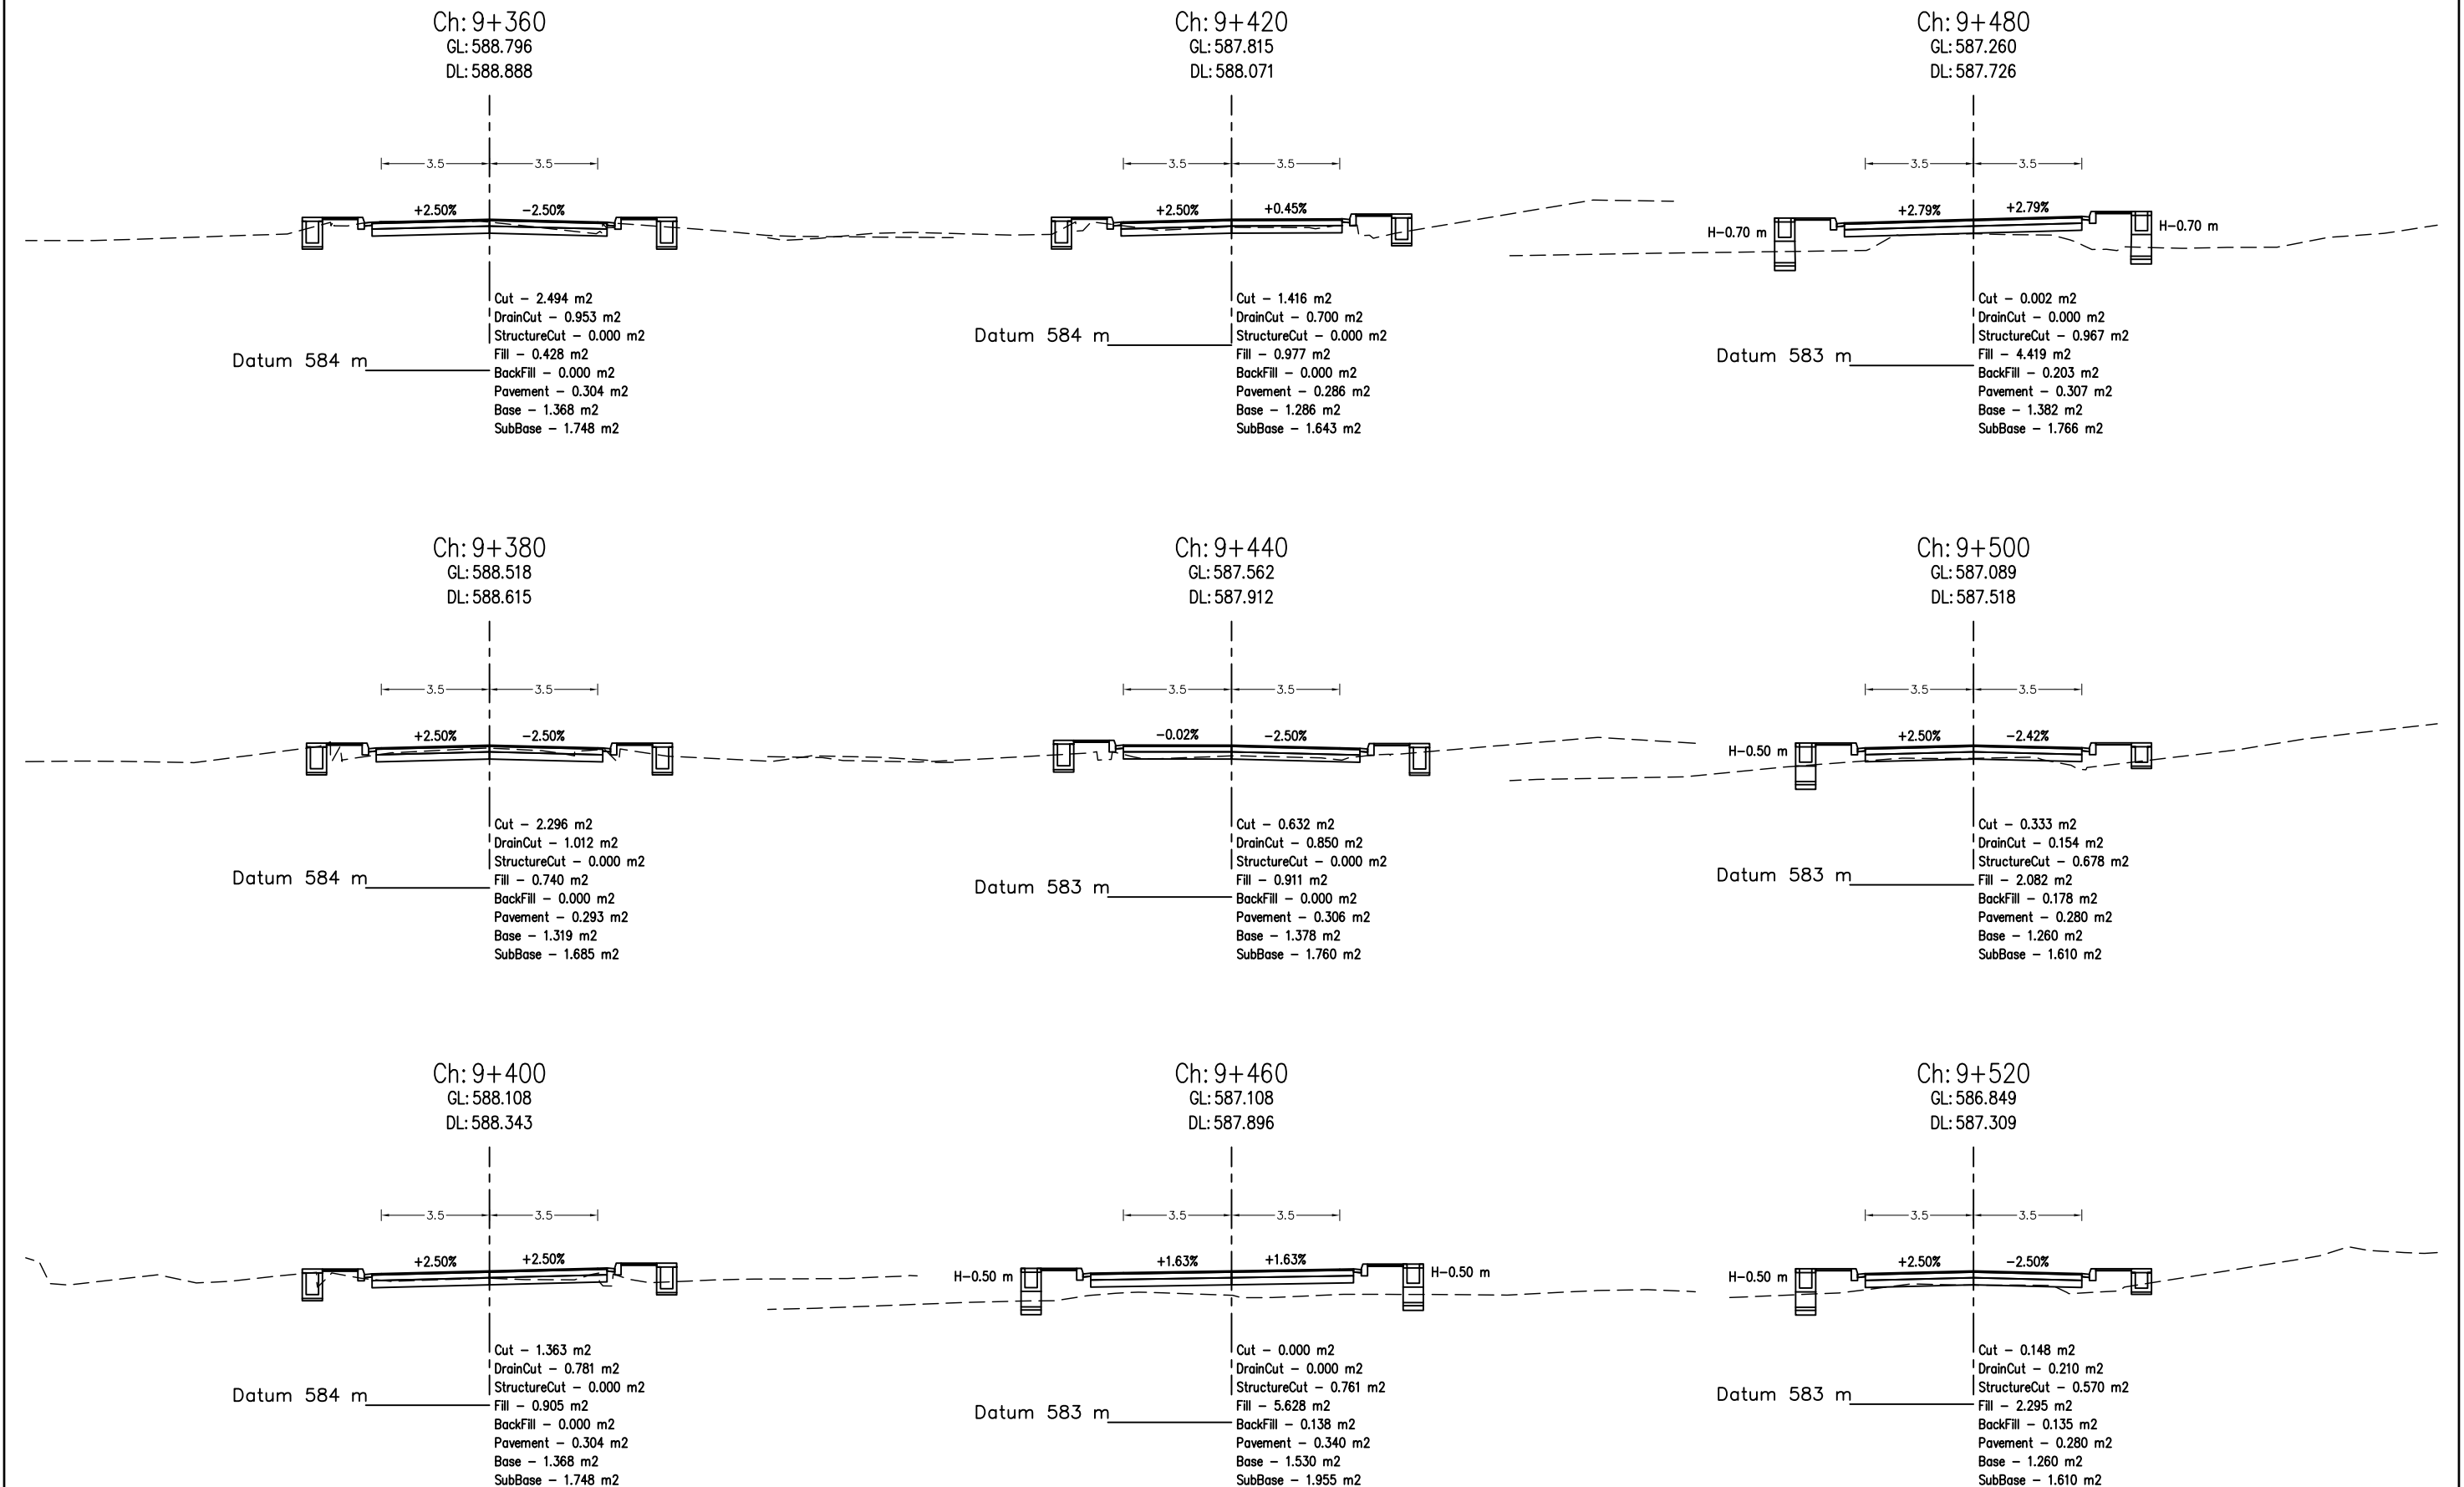 Ch: 9+360
GL: 588.796
DL: 588.888
3.5
3.5
+2.50%
-2.50%
Cut - 2.494 m2
DrainCut - 0.953 m2
StructureCut - 0.000 m2
Fill - 0.428 m2
BackFill - 0.000 m2
Pavement - 0.304 m2
Base - 1.368 m2
SubBase - 1.748 m2
Datum 584 m
Ch: 9+380
GL: 588.518
DL: 588.615
3.5
3.5
+2.50%
-2.50%
Cut - 2.296 m2
DrainCut - 1.012 m2
StructureCut - 0.000 m2
Fill - 0.740 m2
BackFill - 0.000 m2
Pavement - 0.293 m2
Base - 1.319 m2
SubBase - 1.685 m2
Datum 584 m
Ch: 9+400
GL: 588.108
DL: 588.343
3.5
3.5
+2.50%
+2.50%
Cut - 1.363 m2
DrainCut - 0.781 m2
StructureCut - 0.000 m2
Fill - 0.905 m2
BackFill - 0.000 m2
Pavement - 0.304 m2
Base - 1.368 m2
SubBase - 1.748 m2
Datum 584 m
Ch: 9+420
GL: 587.815
DL: 588.071
3.5
3.5
+2.50%
+0.45%
Cut - 1.416 m2
DrainCut - 0.700 m2
StructureCut - 0.000 m2
Fill - 0.977 m2
BackFill - 0.000 m2
Pavement - 0.286 m2
Base - 1.286 m2
SubBase - 1.643 m2
Datum 584 m
Ch: 9+440
GL: 587.562
DL: 587.912
3.5
3.5
-0.02%
-2.50%
Cut - 0.632 m2
DrainCut - 0.850 m2
StructureCut - 0.000 m2
Fill - 0.911 m2
BackFill - 0.000 m2
Pavement - 0.306 m2
Base - 1.378 m2
SubBase - 1.760 m2
Datum 583 m
Ch: 9+460
GL: 587.108
DL: 587.896
3.5
3.5
+1.63%
+1.63%
H-0.50 m
H-0.50 m
Cut - 0.000 m2
DrainCut - 0.000 m2
StructureCut - 0.761 m2
Fill - 5.628 m2
BackFill - 0.138 m2
Pavement - 0.340 m2
Base - 1.530 m2
SubBase - 1.955 m2
Datum 583 m
Ch: 9+480
GL: 587.260
DL: 587.726
3.5
3.5
+2.79%
+2.79%
H-0.70 m
H-0.70 m
Cut - 0.002 m2
DrainCut - 0.000 m2
StructureCut - 0.967 m2
Fill - 4.419 m2
BackFill - 0.203 m2
Pavement - 0.307 m2
Base - 1.382 m2
SubBase - 1.766 m2
Datum 583 m
Ch: 9+500
GL: 587.089
DL: 587.518
3.5
3.5
+2.50%
-2.42%
H-0.50 m
Cut - 0.333 m2
DrainCut - 0.154 m2
StructureCut - 0.678 m2
Fill - 2.082 m2
BackFill - 0.178 m2
Pavement - 0.280 m2
Base - 1.260 m2
SubBase - 1.610 m2
Datum 583 m
Ch: 9+520
GL: 586.849
DL: 587.309
3.5
3.5
+2.50%
-2.50%
H-0.50 m
Cut - 0.148 m2
DrainCut - 0.210 m2
StructureCut - 0.570 m2
Fill - 2.295 m2
BackFill - 0.135 m2
Pavement - 0.280 m2
Base - 1.260 m2
SubBase - 1.610 m2
Datum 583 m